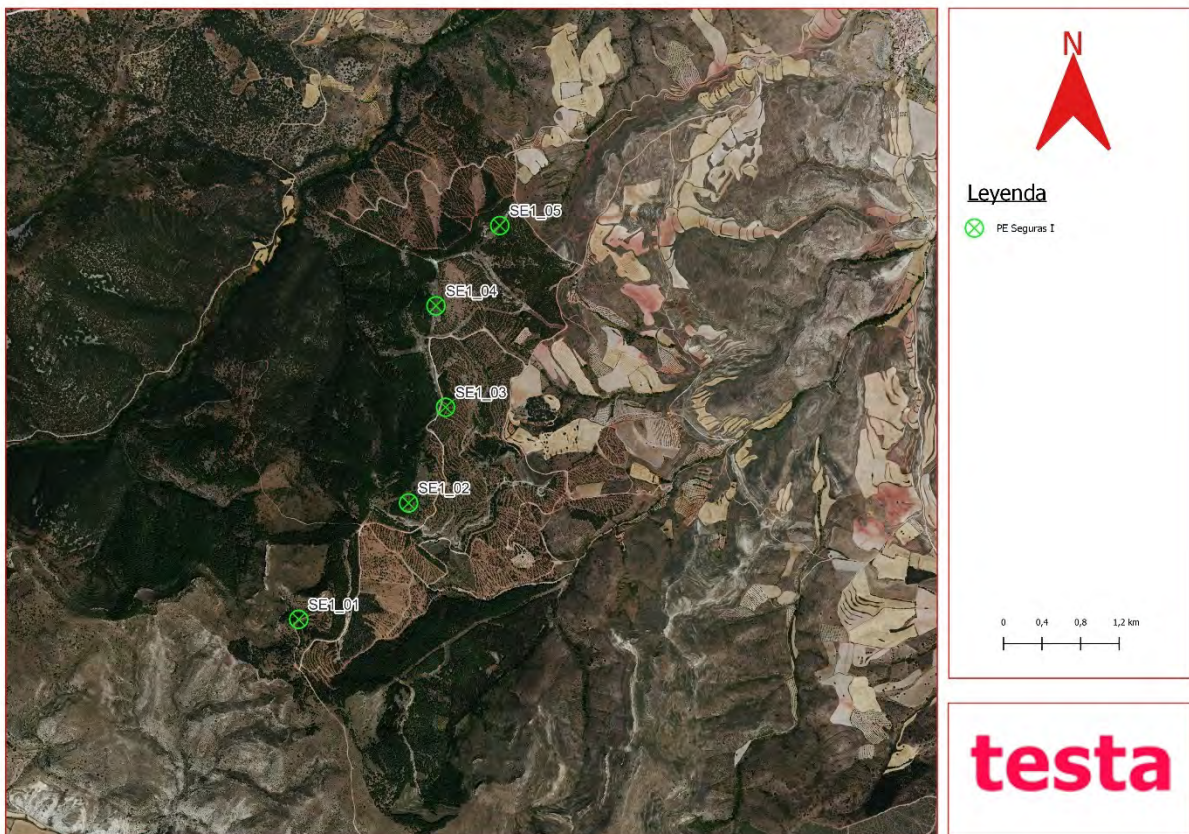 SE1_05
SE1_04
SE1_03
SE1_02
SE1_01
N
Leyenda
PE Seguras I
0 0,4 0,8 1,2 km
testa